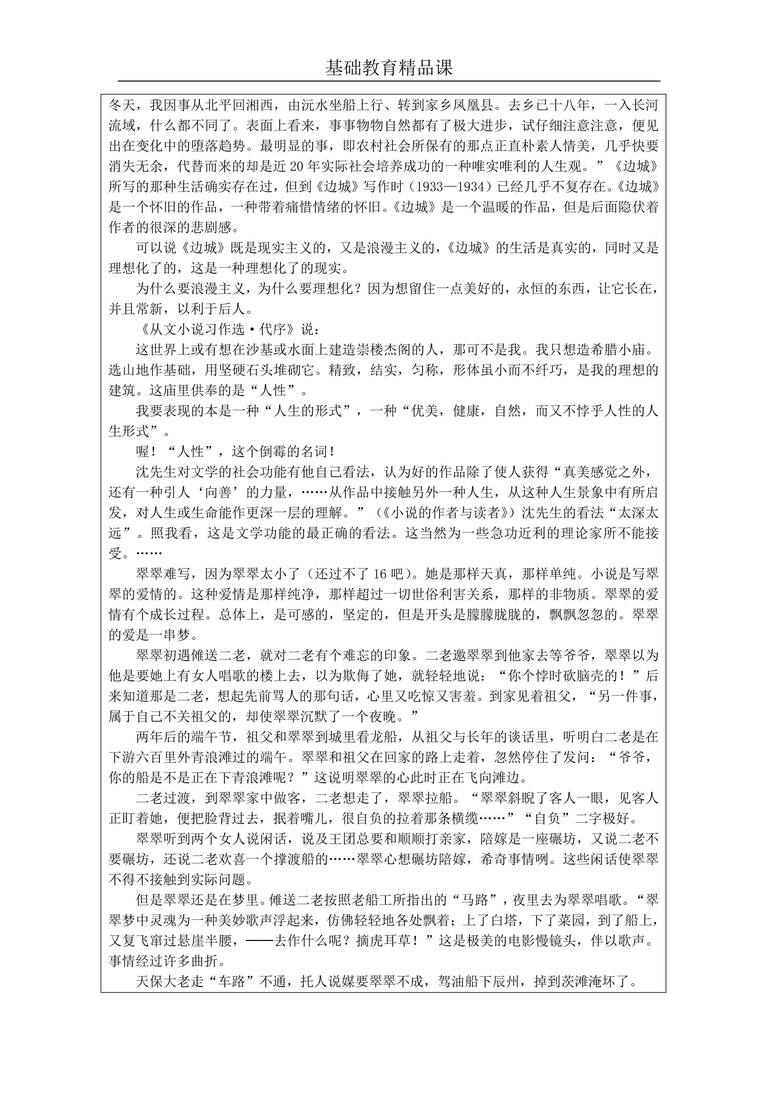 基础教育精品课
冬天，我因事从北平回湘西，由沅水坐船上行、转到家乡凤凰县。去乡已十八年，一入长河
流域，什么都不同了。表面上看来，事事物物自然都有了极大进步，试仔细注意注意，便见
出在变化中的堕落趋势。最明显的事，即农村社会所保有的那点正直朴素人情美，几乎快要
消失无余，代替而来的却是近 20 年实际社会培养成功的一种唯实唯利的人生观。”《边城》
所写的那种生活确实存在过，但到《边城》写作时（1933—1934）已经几乎不复存在。《边城》
是一个怀旧的作品，一种带着痛惜情绪的怀旧。《边城》是一个温暖的作品，但是后面隐伏着
作者的很深的悲剧感。
可以说《边城》既是现实主义的，又是浪漫主义的，《边城》的生活是真实的，同时又是
理想化了的，这是一种理想化了的现实。
为什么要浪漫主义，为什么要理想化？因为想留住一点美好的，永恒的东西，让它长在，
并且常新，以利于后人。
《从文小说习作选·代序》说：
这世界上或有想在沙基或水面上建造崇楼杰阁的人，那可不是我。我只想造希腊小庙。
选山地作基础，用坚硬石头堆砌它。精致，结实，匀称，形体虽小而不纤巧，是我的理想的
建筑。这庙里供奉的是“人性”。
我要表现的本是一种“人生的形式”，一种“优美，健康，自然，而又不悖乎人性的人
生形式”。
喔！“人性”，这个倒霉的名词！
沈先生对文学的社会功能有他自己看法，认为好的作品除了使人获得“真美感觉之外，
还有一种引人‘向善’的力量，……从作品中接触另外一种人生，从这种人生景象中有所启
发，对人生或生命能作更深一层的理解。”（《小说的作者与读者》）沈先生的看法“太深太
远”。照我看，这是文学功能的最正确的看法。这当然为一些急功近利的理论家所不能接
受。……
翠翠难写，因为翠翠太小了（还过不了 16 吧）。她是那样天真，那样单纯。小说是写翠
翠的爱情的。这种爱情是那样纯净，那样超过一切世俗利害关系，那样的非物质。翠翠的爱
情有个成长过程。总体上，是可感的，坚定的，但是开头是朦朦胧胧的，飘飘忽忽的。翠翠
的爱是一串梦。
翠翠初遇傩送二老，就对二老有个难忘的印象。二老邀翠翠到他家去等爷爷，翠翠以为
他是要她上有女人唱歌的楼上去，以为欺侮了她，就轻轻地说：“你个悖时砍脑壳的！”后
来知道那是二老，想起先前骂人的那句话，心里又吃惊又害羞。到家见着祖父，“另一件事，
属于自己不关祖父的，却使翠翠沉默了一个夜晚。”
两年后的端午节，祖父和翠翠到城里看龙船，从祖父与长年的谈话里，听明白二老是在
下游六百里外青浪滩过的端午。翠翠和祖父在回家的路上走着，忽然停住了发问：“爷爷，
你的船是不是正在下青浪滩呢？”这说明翠翠的心此时正在飞向滩边。
二老过渡，到翠翠家中做客，二老想走了，翠翠拉船。“翠翠斜睨了客人一眼，见客人
正盯着她，便把脸背过去，抿着嘴儿，很自负的拉着那条横缆……”“自负”二字极好。
翠翠听到两个女人说闲话，说及王团总要和顺顺打亲家，陪嫁是一座碾坊，又说二老不
要碾坊，还说二老欢喜一个撑渡船的……翠翠心想碾坊陪嫁，希奇事情咧。这些闲话使翠翠
不得不接触到实际问题。
但是翠翠还是在梦里。傩送二老按照老船工所指出的“马路”，夜里去为翠翠唱歌。“翠
翠梦中灵魂为一种美妙歌声浮起来，仿佛轻轻地各处飘着；上了白塔，下了菜园，到了船上，
又复飞窜过悬崖半腰，——去作什么呢？摘虎耳草！”这是极美的电影慢镜头，伴以歌声。
事情经过许多曲折。
天保大老走“车路”不通，托人说媒要翠翠不成，驾油船下辰州，掉到茨滩淹坏了。